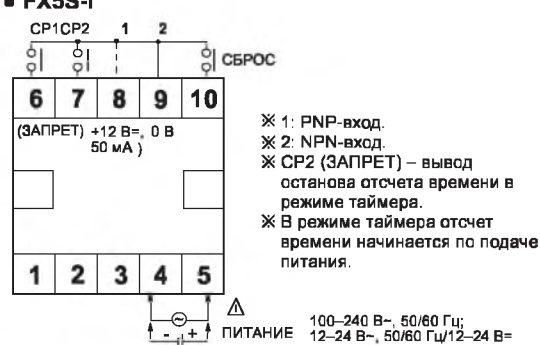 ■ FX5S-I
CP1CP2 1 2
СБРОС
6 7 8 9 10
(ЗАПРЕТ) +12 В=, 0 В
50 мА )
※ 1: PNP-вход.
※ 2: NPN-вход.
※ CP2 (ЗАПРЕТ) – вывод
останова отсчета времени в
режиме таймера.
※ В режиме таймера отсчет
времени начинается по подаче
питания.
1 2 3 4 5
- +
ПИТАНИЕ
100–240 В~, 50/60 Гц;
12–24 В~, 50/60 Гц/12–24 В=